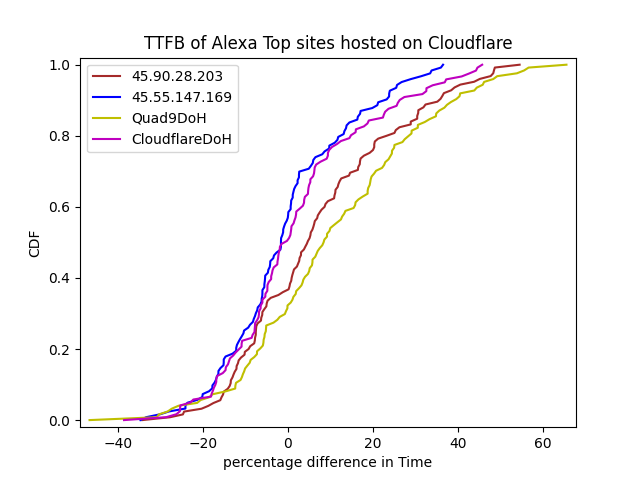 TTFB of Alexa Top sites hosted on Cloudflare
45.90.28.203
45.55.147.169
Quad9DoH
CloudflareDoH
CDF
1.0
0.8
0.6
0.4
0.2
0.0
−40 −20 0 20 40 60
percentage difference in Time